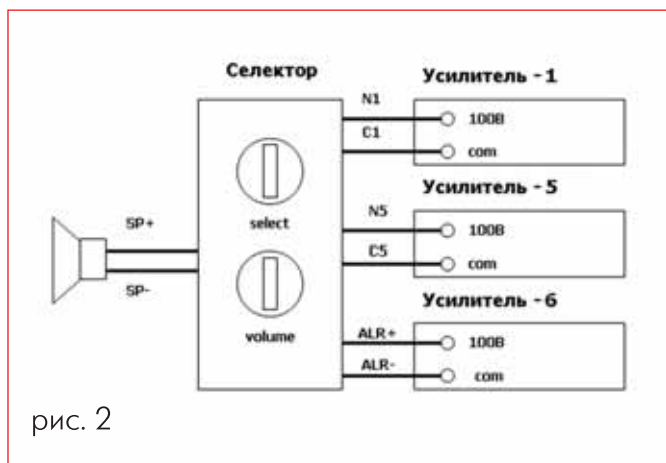 Селектор
Усилитель -1
N1
100В
C1
com
select
Усилитель -5
N5
100В
C5
com
SP+
SP-
volume
Усилитель -6
ALR+
100В
ALR-
com
рис. 2